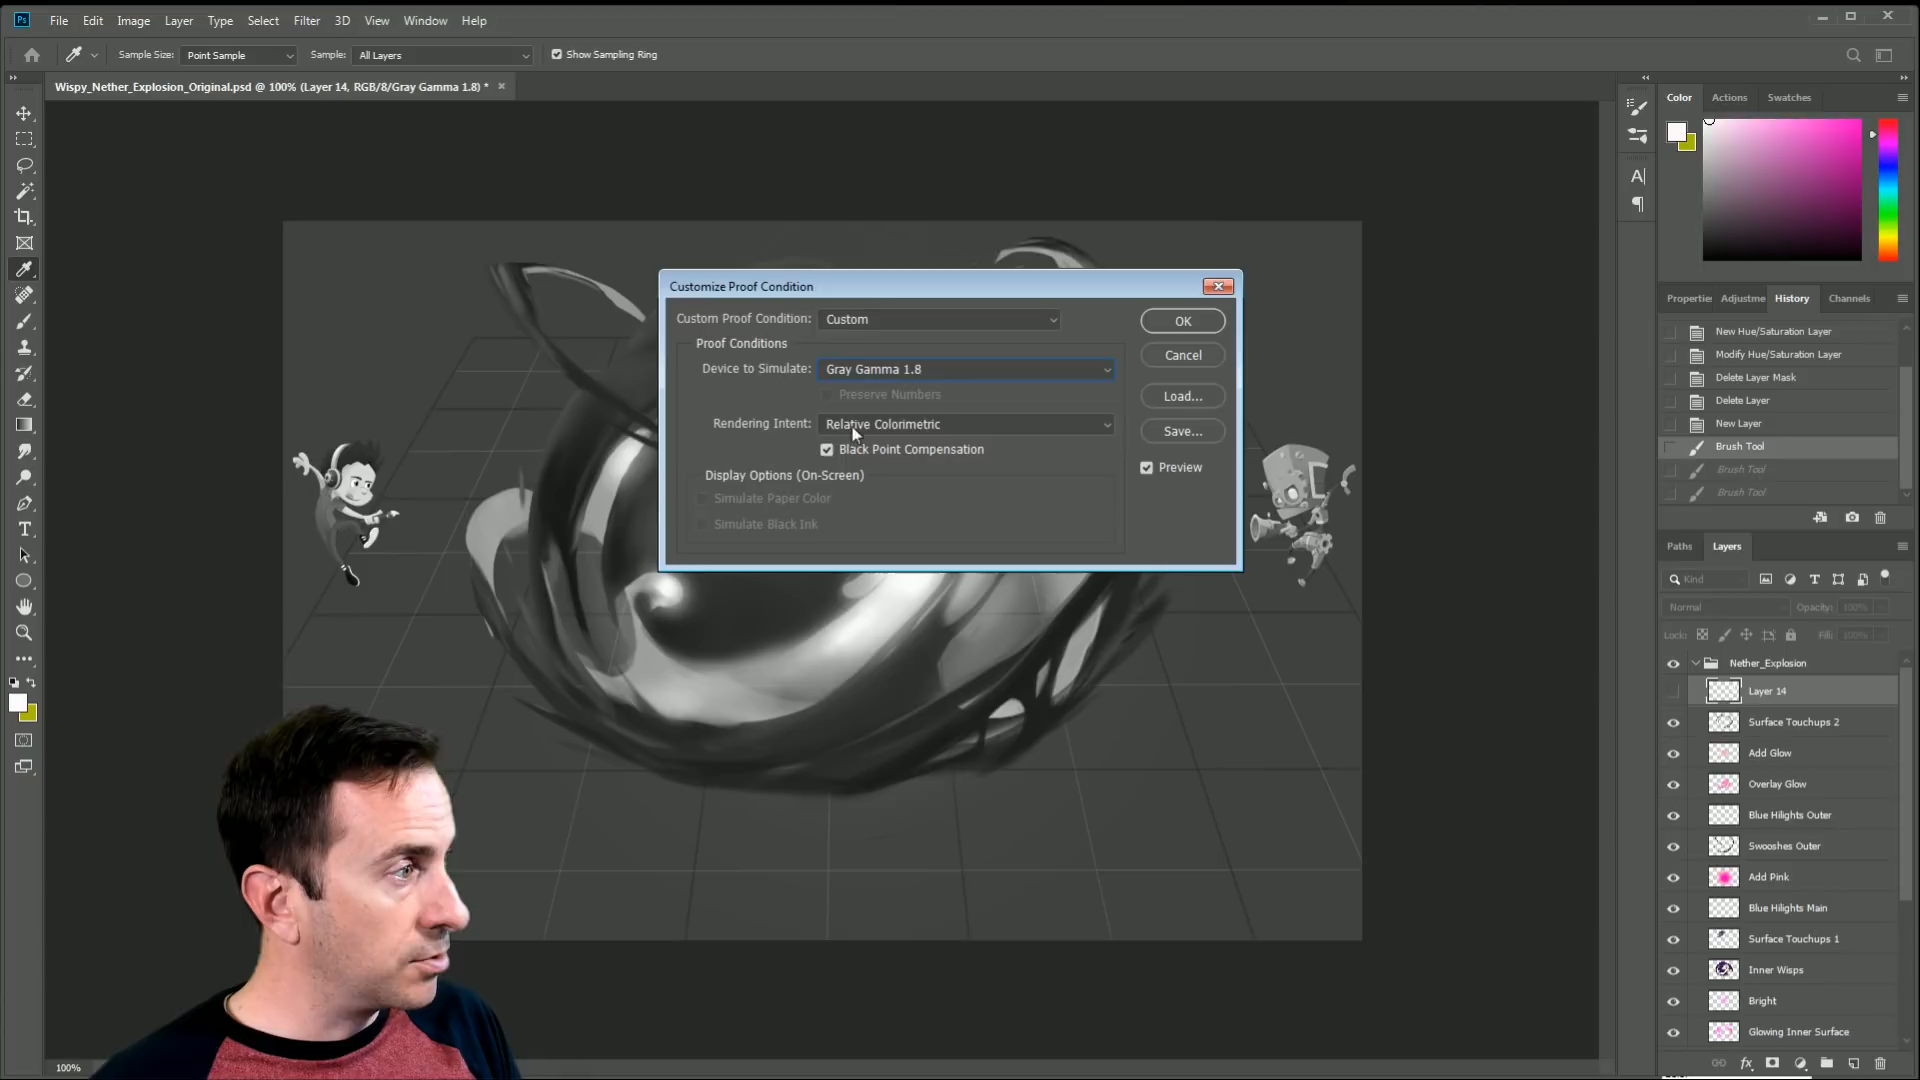 Ps File Edit Image Layer Type Select Filter 3D View Window Help
Sample Size: Point Sample Sample: All Layers Show Sampling Ring
Wispy_Nether_Explosion_Original.psd @ 100% (Layer 14, RGB/8/Gray Gamma 1.8) *
Color Actions Swatches
Customize Proof Condition
Custom Proof Condition: Custom
OK
Proof Conditions
Cancel
Device to Simulate: Gray Gamma 1.8
Preserve Numbers
Load...
Rendering Intent: Relative Colorimetric
Save...
Black Point Compensation
Preview
Display Options (On-Screen)
Simulate Paper Color
Simulate Black Ink
Properties Adjustme History Channels
New Hue/Saturation Layer
Modify Hue/Saturation Layer
Delete Layer Mask
Delete Layer
New Layer
Brush Tool
Brush Tool
Brush Tool
Paths Layers
Kind
Normal Opacity: 100%
Lock: Fill: 100%
Nether_Explosion
Layer 14
Surface Touchups 2
Add Glow
Overlay Glow
Blue Hilights Outer
Swooshes Outer
Add Pink
Blue Hilights Main
Surface Touchups 1
Inner Wisps
Bright
Glowing Inner Surface
100%